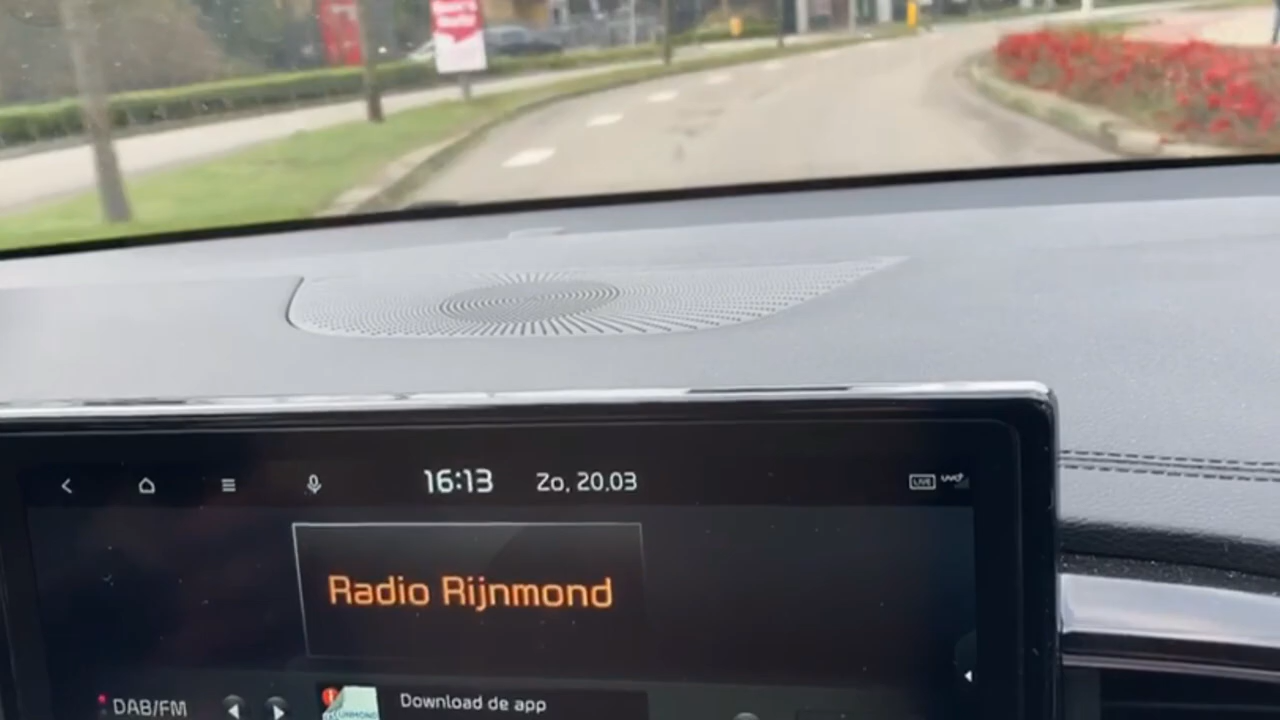 16:13 Zo, 20.03
LIVE
Radio Rijnmond
DAB/FM
Download de app